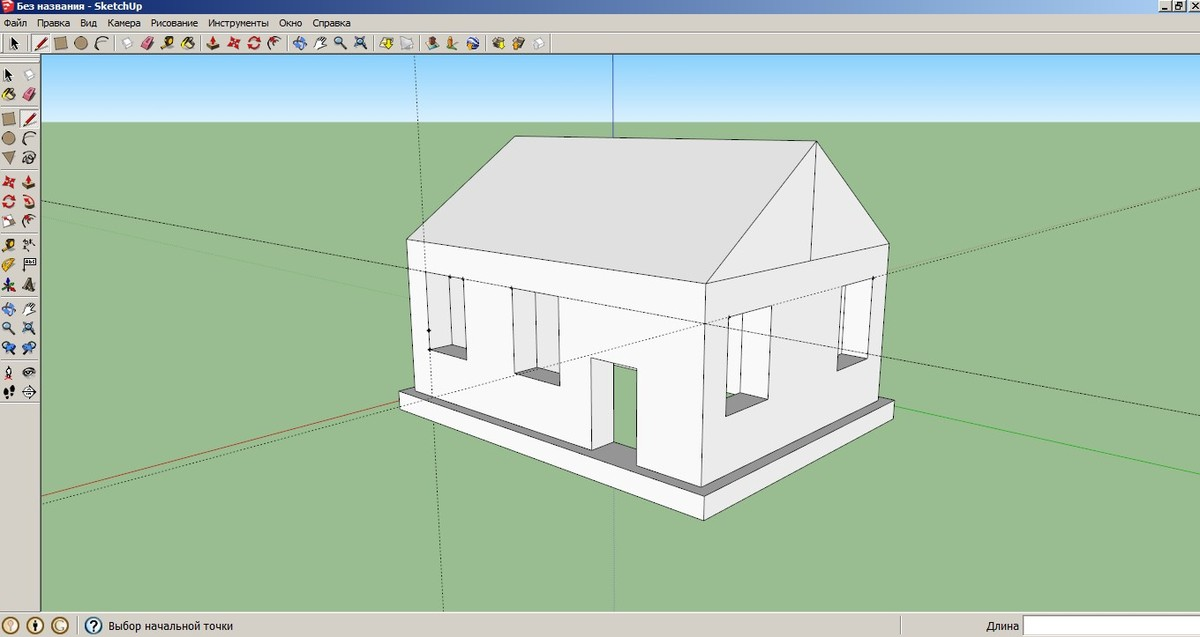 Без названия - SketchUp
Файл Правка Вид Камера Рисование Инструменты Окно Справка
Выбор начальной точки
Длина